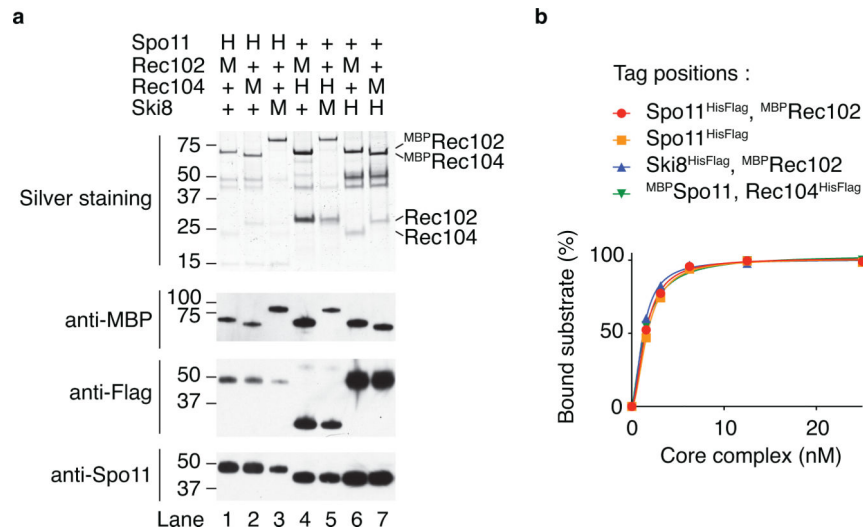 a
Spo11 H H H + + + +
Rec102 M + + M + M +
Rec104 + M + H H + M
Ski8 + + M + M H H
Silver staining
75
50
37
25
15
MBPRec102
MBPRec104
Rec102
Rec104
anti-MBP
100
75
anti-Flag
50
37
anti-Spo11
50
37
Lane 1 2 3 4 5 6 7
b
Tag positions :
Spo11HisFlag, MBPRec102
Spo11HisFlag
Ski8HisFlag, MBPRec102
MBPSpo11, Rec104HisFlag
Bound substrate (%)
100
50
0
0 10 20
Core complex (nM)